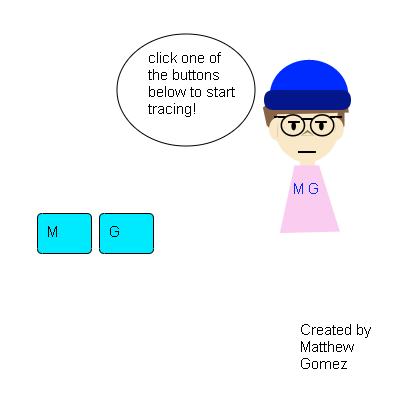 click one of
the buttons
below to start
tracing!
M G
M
G
Created by
Matthew
Gomez